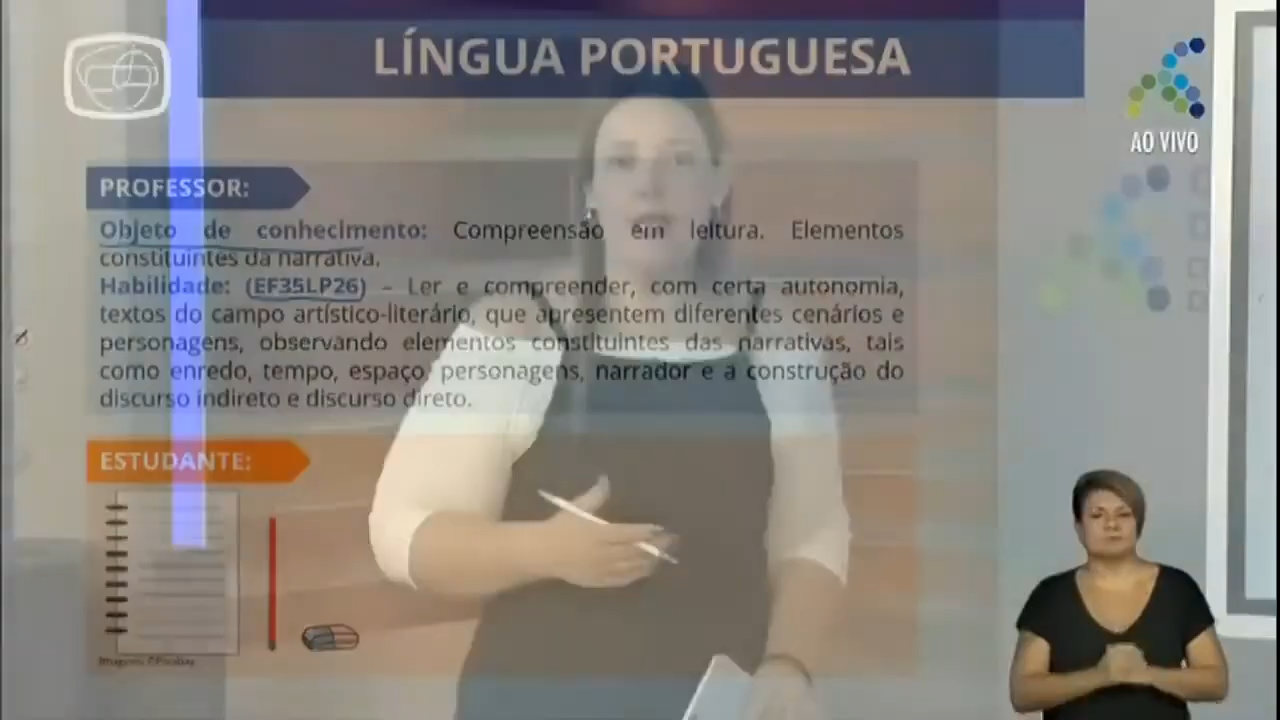 LÍNGUA PORTUGUESA
AO VIVO
PROFESSOR:
Objeto de conhecimento: Compreensão em leitura. Elementos
constituintes da narrativa.
Habilidade: (EF35LP26) – Ler e compreender, com certa autonomia,
textos do campo artístico-literário, que apresentem diferentes cenários e
personagens, observando elementos constituintes das narrativas, tais
como enredo, tempo, espaço, personagens, narrador e a construção do
discurso indireto e discurso direto.
ESTUDANTE: